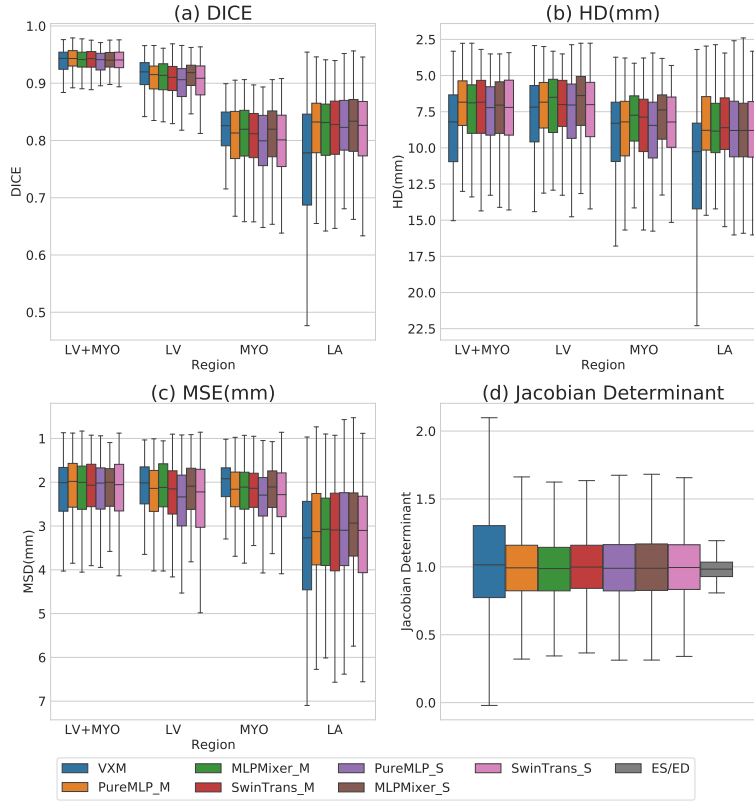 (a) DICE
1.0
0.9
0.8
0.7
0.6
0.5
DICE
LV+MYO LV MYO LA
Region
(b) HD(mm)
2.5
5.0
7.5
10.0
12.5
15.0
17.5
20.0
22.5
HD(mm)
LV+MYO LV MYO LA
Region
(c) MSE(mm)
1
2
3
4
5
6
7
MSD(mm)
LV+MYO LV MYO LA
Region
(d) Jacobian Determinant
2.0
1.5
1.0
0.5
0.0
Jacobian Determinant
VXM MLPMixer_M PureMLP_S SwinTrans_S ES/ED
PureMLP_M SwinTrans_M MLPMixer_S